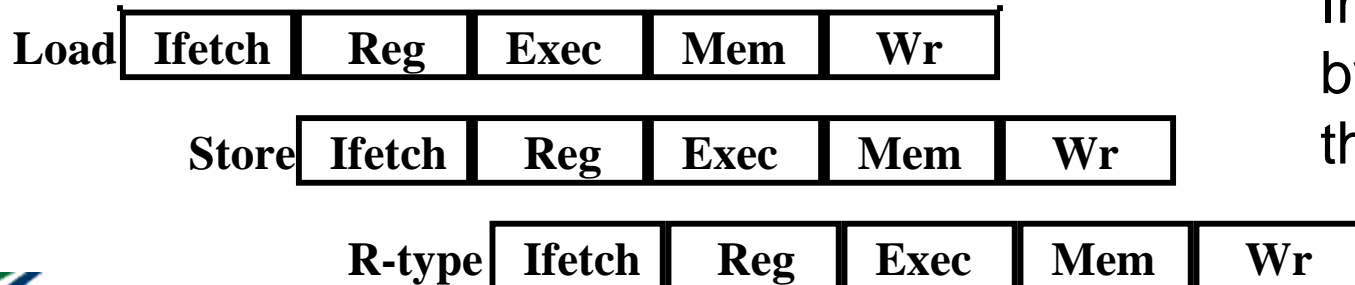 Load Ifetch Reg Exec Mem Wr
Store Ifetch Reg Exec Mem Wr
R-type Ifetch Reg Exec Mem Wr